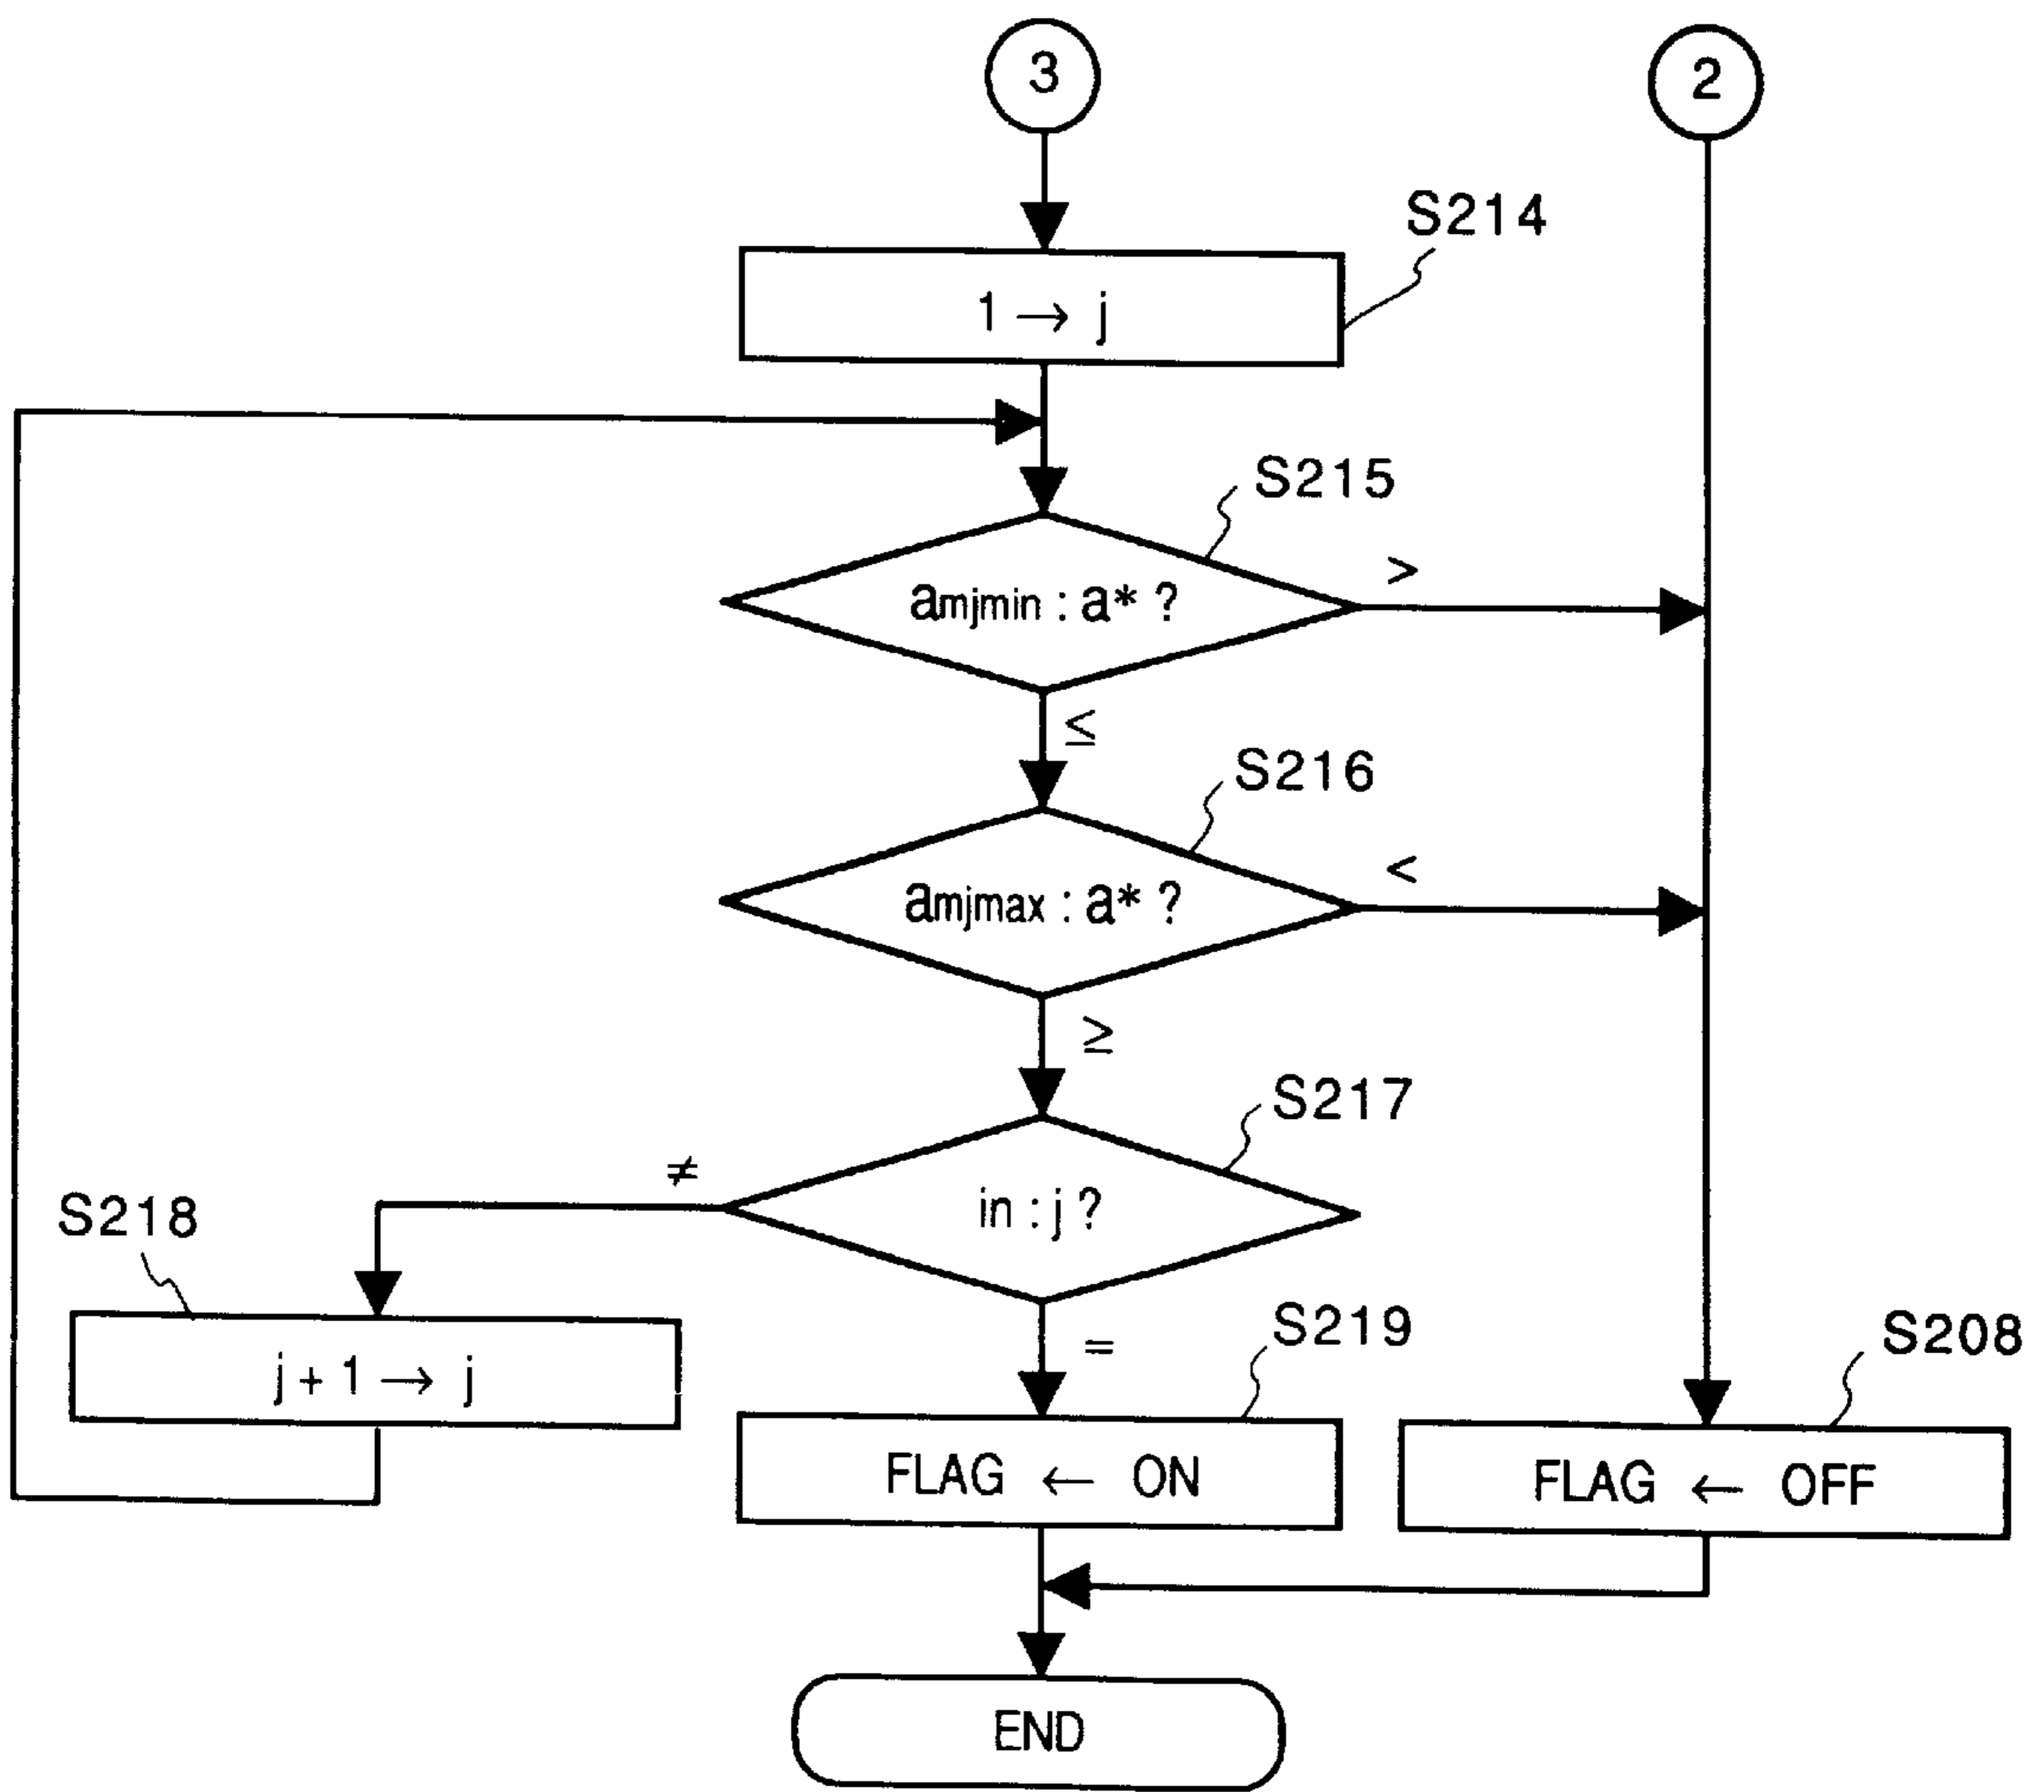 3
2
S214
1 → j
S215
amjmin : a* ?
>
≤
S216
amjmax : a* ?
<
≥
S217
in : j ?
≠
S218
=
S219
S208
j + 1 → j
FLAG ← ON
FLAG ← OFF
END